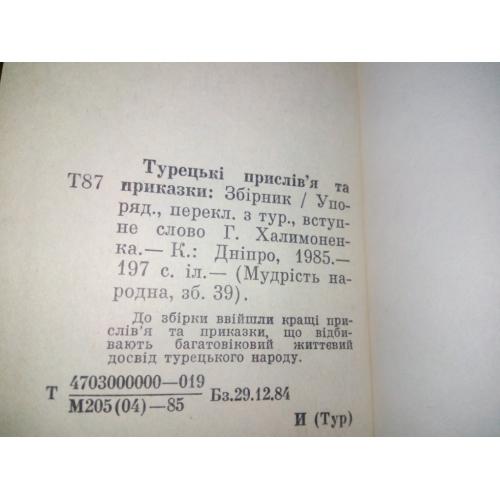 Турецькі прислів'я та
Т87 приказки: Збірник / Упо-
ряд., перекл. з тур., вступ-
не слово Г. Халимонен-
ка.— К.: Дніпро, 1985.—
197 с. іл.— (Мудрість на-
родна, зб. 39).
До збірки ввійшли кращі при-
слів'я та приказки, що відби-
вають багатовіковий життєвий
досвід турецького народу.
4703000000—019
Т Бз.29.12.84
М205(04)—85
И (Тур)